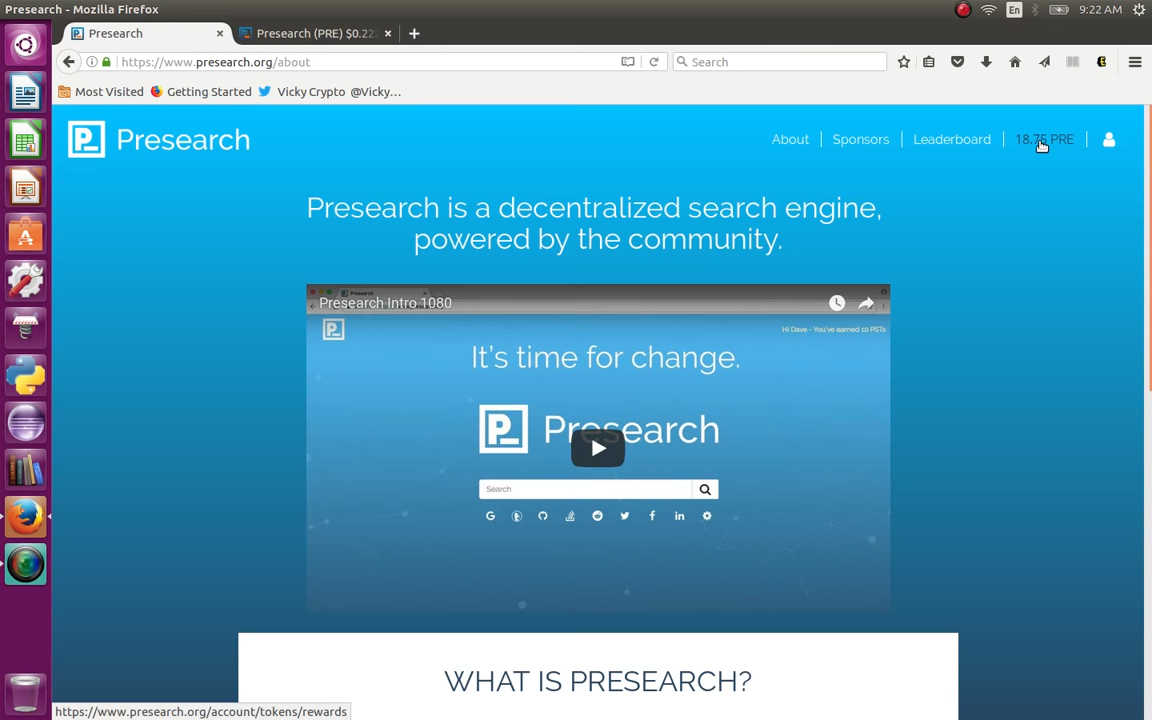 Presearch - Mozilla Firefox
En
9:22 AM
Presearch
Presearch (PRE) $0.222
https://www.presearch.org/about
Search
Most Visited
Getting Started
Vicky Crypto @Vicky…
Presearch
About
Sponsors
Leaderboard
18.75 PRE
Presearch is a decentralized search engine,
powered by the community.
Presearch
Presearch Intro 1080
Hi Dave - You've earned 10 PSTs
It's time for change.
Presearch
Search
WHAT IS PRESEARCH?
https://www.presearch.org/account/tokens/rewards